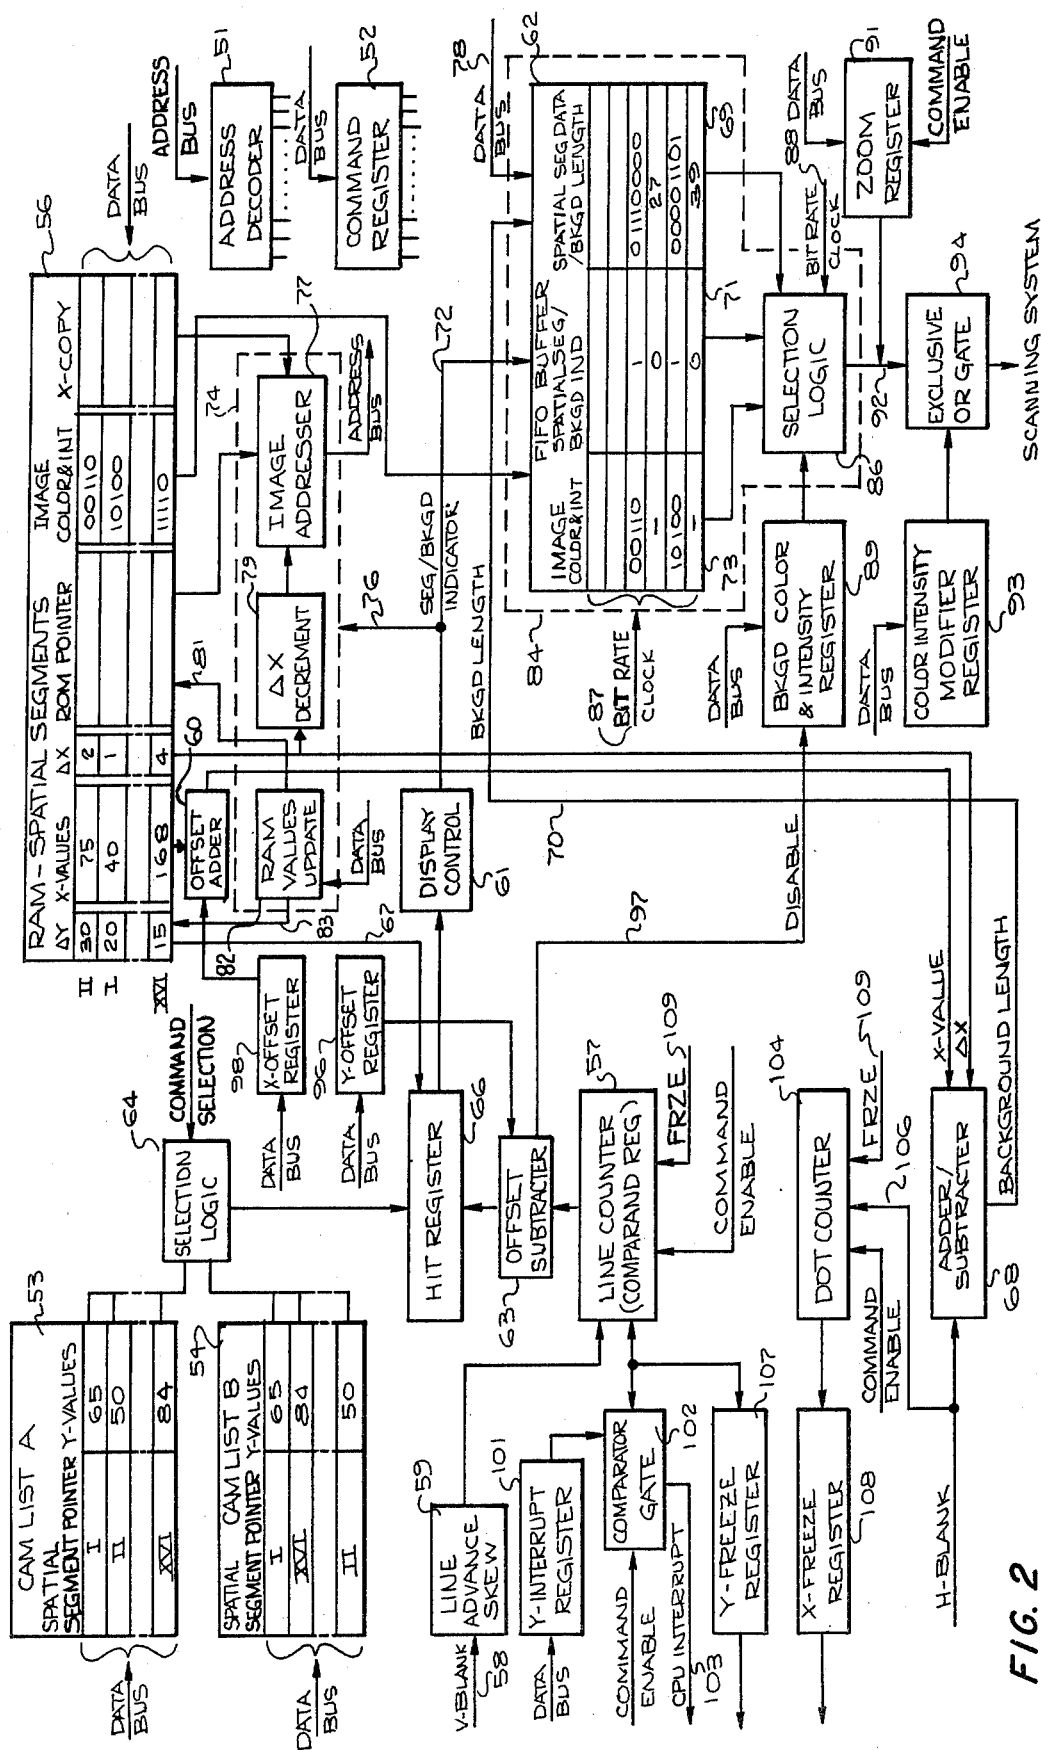 CAM LIST A
53
SPATIAL
SEGMENT POINTER Y-VALUES
I 65
II 50
XVI 84
DATA
BUS
54
CAM LIST B
SPATIAL
SEGMENT POINTER Y-VALUES
I 65
XVI 84
II 50
DATA
BUS
64
SELECTION
LOGIC
COMMAND
SELECTION
RAM - SPATIAL SEGMENTS
56
ΔY X-VALUES ΔX ROM POINTER IMAGE COLOR&INT X-COPY
II 30 75 2 00110
I 20 40 1 10100
XVI 15 168 4 1110
DATA
BUS
ADDRESS
BUS
51
ADDRESS
DECODER
DATA
BUS
52
COMMAND
REGISTER
60
OFFSET
ADDER
81
74
77
IMAGE
ADDRESSER
79
ΔX
DECREMENT
RAM
VALUES
UPDATE
82
83
DATA
BUS
ADDRESS
BUS
76
72
98
X-OFFSET
REGISTER
DATA
BUS
96
Y-OFFSET
REGISTER
DATA
BUS
67
DISPLAY
CONTROL
61
SEG/BKGD
INDICATOR
HIT REGISTER
66
BKGD LENGTH
70
OFFSET
SUBTRACTER
63
97
DISABLE
LINE COUNTER
(COMPARAND REG)
57
FRZE
109
COMMAND
ENABLE
V-BLANK
58
LINE
ADVANCE
SKEW
59
Y-INTERRUPT
REGISTER
101
DATA
BUS
COMPARATOR
GATE
102
COMMAND
ENABLE
CPU INTERRUPT
103
Y-FREEZE
REGISTER
107
X-FREEZE
REGISTER
108
DOT COUNTER
104
FRZE
109
COMMAND
ENABLE
106
H-BLANK
ADDER/
SUBTRACTER
68
X-VALUE
ΔX
BACKGROUND LENGTH
DATA
BUS
78
62
84
FIFO BUFFER
IMAGE
COLOR&INT
SPATIAL SEG/
BKGD IND
SPATIAL SEG DATA
/BKGD LENGTH
00110 1 01110000
- 0 27
10100 1 00001101
- 0 39
73
71
69
87
BIT RATE
CLOCK
DATA
BUS
BKGD COLOR
& INTENSITY
REGISTER
89
SELECTION
LOGIC
86
BIT RATE
CLOCK
88
DATA
BUS
ZOOM
REGISTER
91
COMMAND
ENABLE
92
DATA
BUS
COLOR INTENSITY
MODIFIER
REGISTER
93
EXCLUSIVE
OR GATE
94
SCANNING SYSTEM
FIG. 2